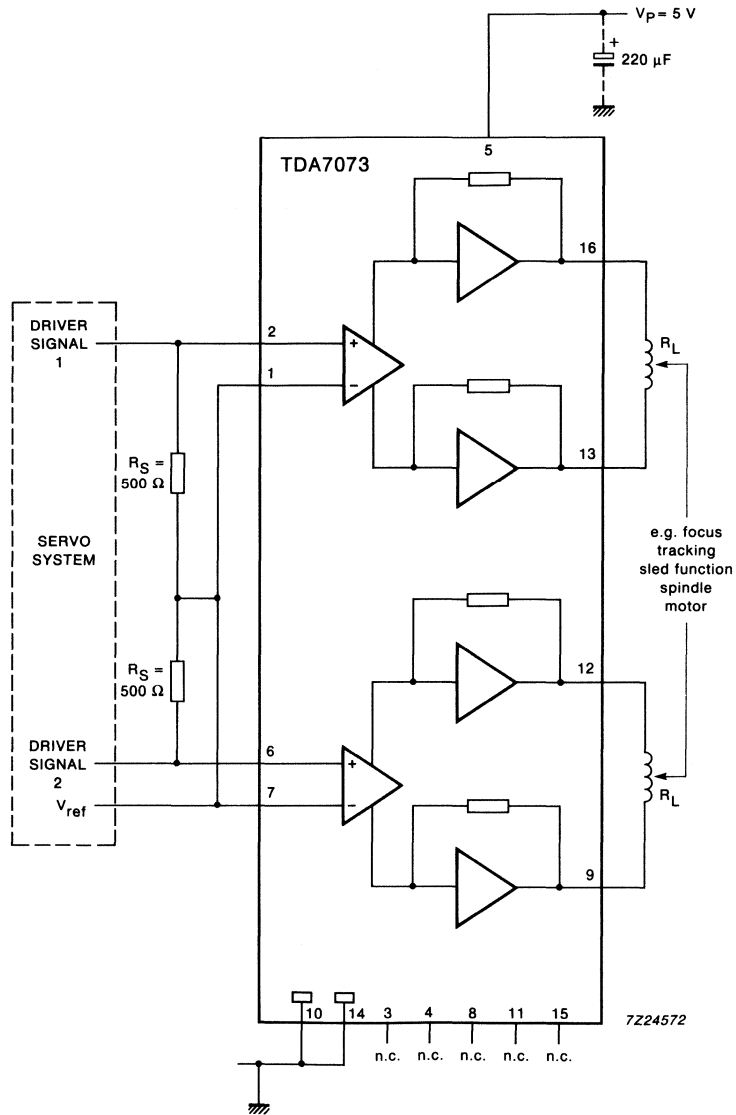 V_P = 5 V
+
220 µF
5
TDA7073
16
DRIVER
SIGNAL
1
2
+
1
−
R_L
13
R_S =
500 Ω
SERVO
SYSTEM
e.g. focus
tracking
sled function
spindle
motor
R_S =
500 Ω
12
DRIVER
SIGNAL
2
6
+
V_ref
7
−
R_L
9
10
14
3
4
8
11
15
n.c.
n.c.
n.c.
n.c.
n.c.
7Z24572